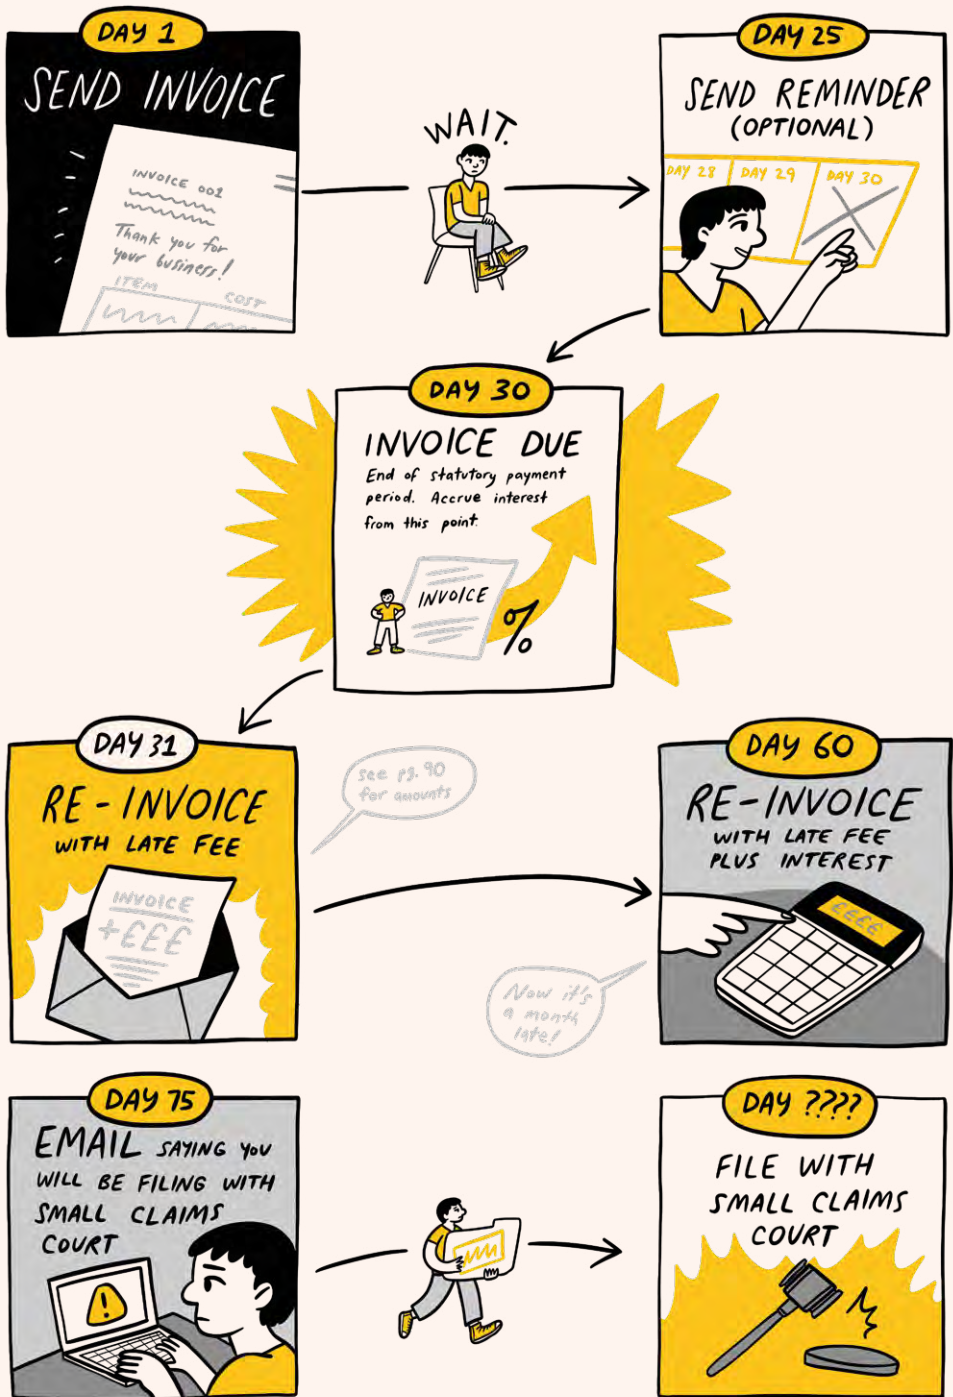 DAY 1
SEND INVOICE
INVOICE 001
Thank you for
your business!
ITEM
COST
WAIT.
DAY 25
SEND REMINDER
(OPTIONAL)
DAY 28
DAY 29
DAY 30
DAY 30
INVOICE DUE
End of statutory payment
period. Accrue interest
from this point.
INVOICE
%
DAY 31
RE-INVOICE
WITH LATE FEE
INVOICE
+£££
see pg. 90
for amounts
DAY 60
RE-INVOICE
WITH LATE FEE
PLUS INTEREST
££££
Now it's
a month
late!
DAY 75
EMAIL SAYING YOU
WILL BE FILING WITH
SMALL CLAIMS
COURT
!
DAY ????
FILE WITH
SMALL CLAIMS
COURT